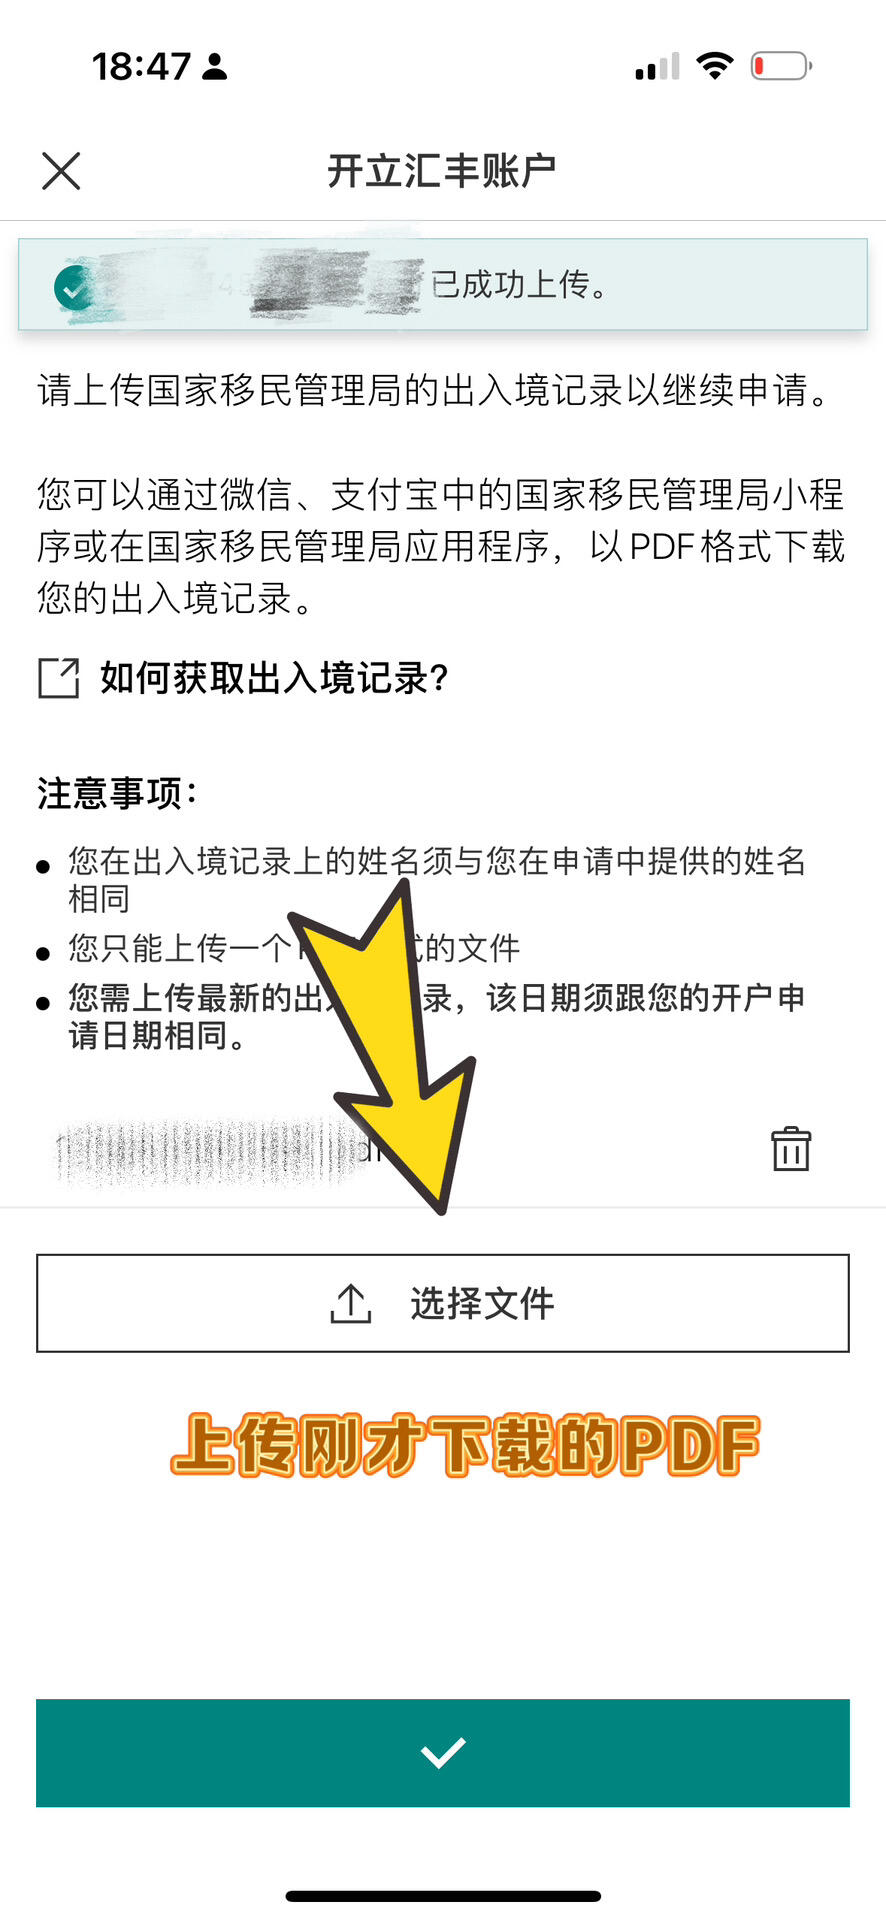 18:47
开立汇丰账户
已成功上传。
请上传国家移民管理局的出入境记录以继续申请。
您可以通过微信、支付宝中的国家移民管理局小程
序或在国家移民管理局应用程序，以PDF格式下载
您的出入境记录。
如何获取出入境记录?
注意事项:
您在出入境记录上的姓名须与您在申请中提供的姓名
相同
您只能上传一个 的文件
您需上传最新的出 录，该日期须跟您的开户申
请日期相同。
选择文件
上传刚才下载的PDF